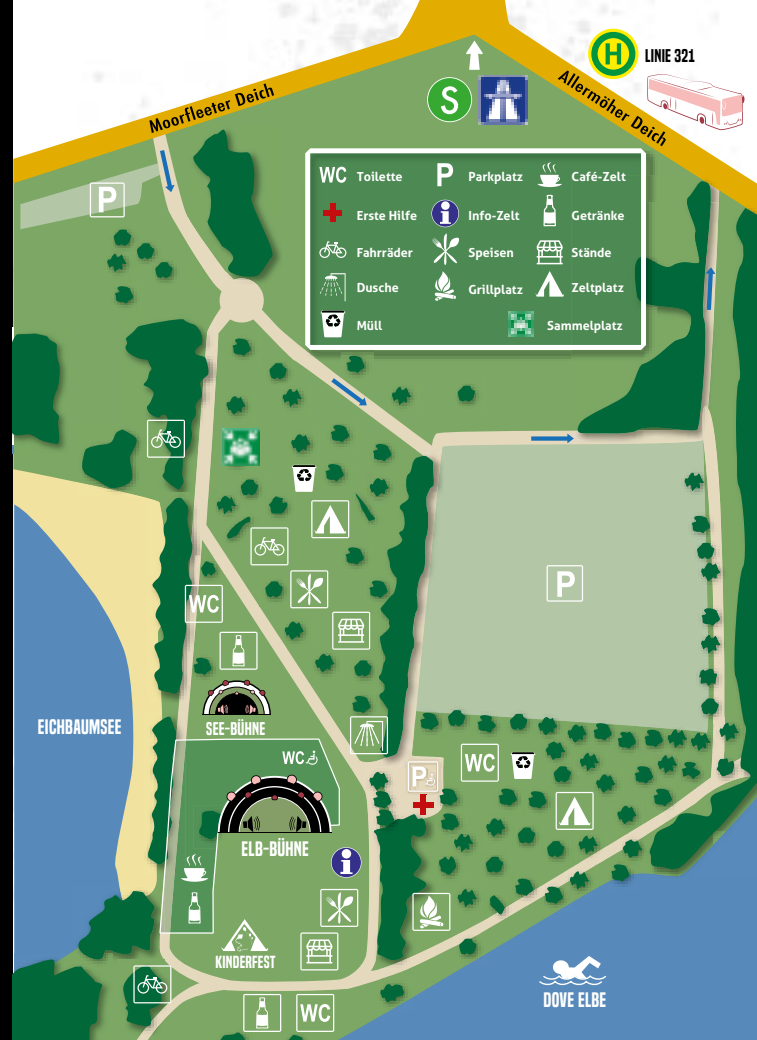 H
LINIE 321
Moorfleeter Deich
Allermöher Deich
S
P
WC Toilette
P Parkplatz
Café-Zelt
Erste Hilfe
i Info-Zelt
Getränke
Fahrräder
Speisen
Stände
Dusche
Grillplatz
Zeltplatz
Müll
Sammelplatz
P
WC
EICHBAUMSEE
SEE-BÜHNE
WC
P
WC
ELB-BÜHNE
i
KINDERFEST
DOVE ELBE
WC